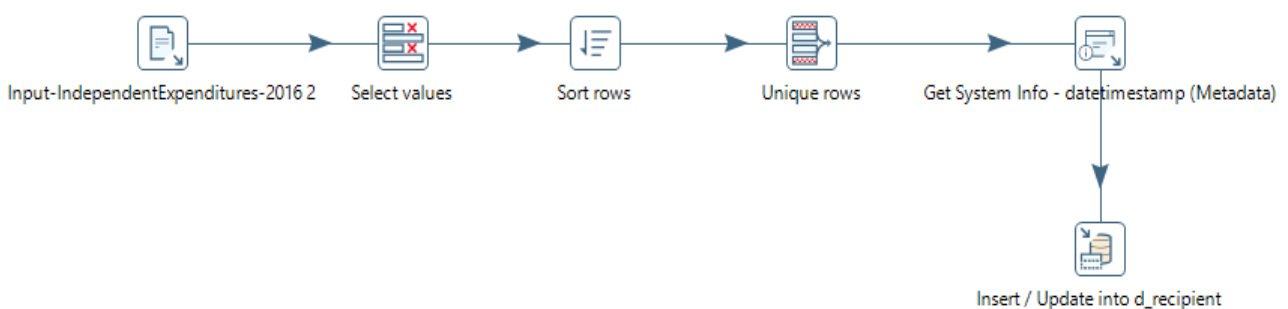 Input-IndependentExpenditures-2016 2
Select values
Sort rows
Unique rows
Get System Info - datetimestamp (Metadata)
Insert / Update into d_recipient